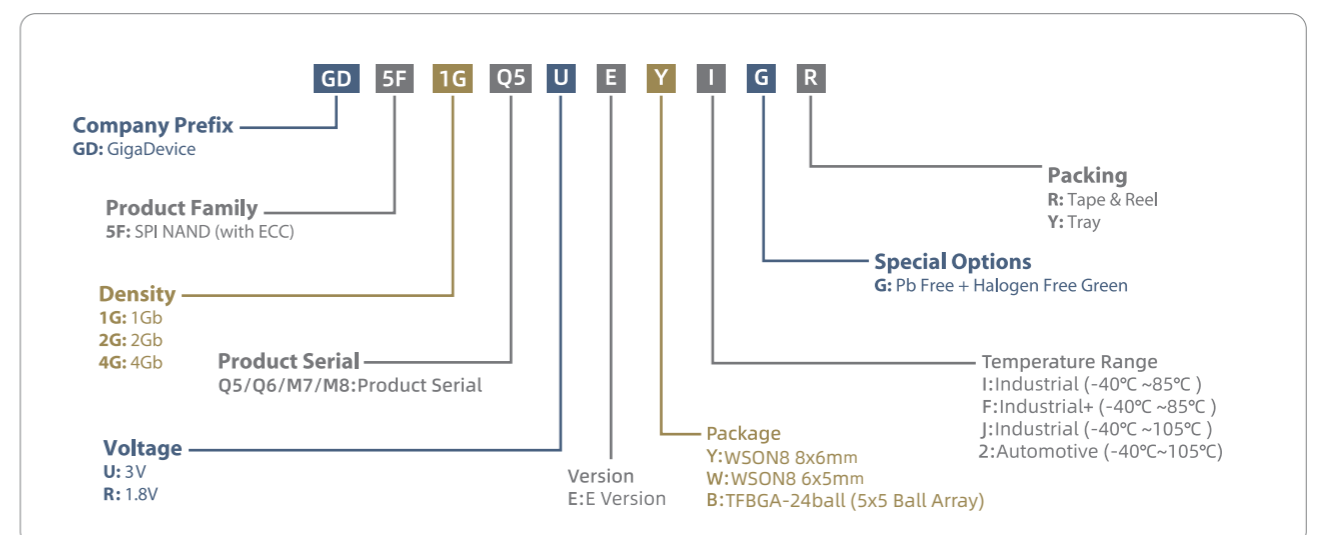 GD 5F 1G Q5 U E Y I G R
Company Prefix
GD: GigaDevice
Product Family
5F: SPI NAND (with ECC)
Density
1G: 1Gb
2G: 2Gb
4G: 4Gb
Product Serial
Q5/Q6/M7/M8:Product Serial
Voltage
U: 3V
R: 1.8V
Version
E:E Version
Package
Y:WSON8 8x6mm
W:WSON8 6x5mm
B:TFBGA-24ball (5x5 Ball Array)
Temperature Range
I:Industrial (-40℃ ~85℃ )
F:Industrial+ (-40℃ ~85℃ )
J:Industrial (-40℃ ~105℃ )
2:Automotive (-40℃~105℃)
Special Options
G: Pb Free + Halogen Free Green
Packing
R: Tape & Reel
Y: Tray